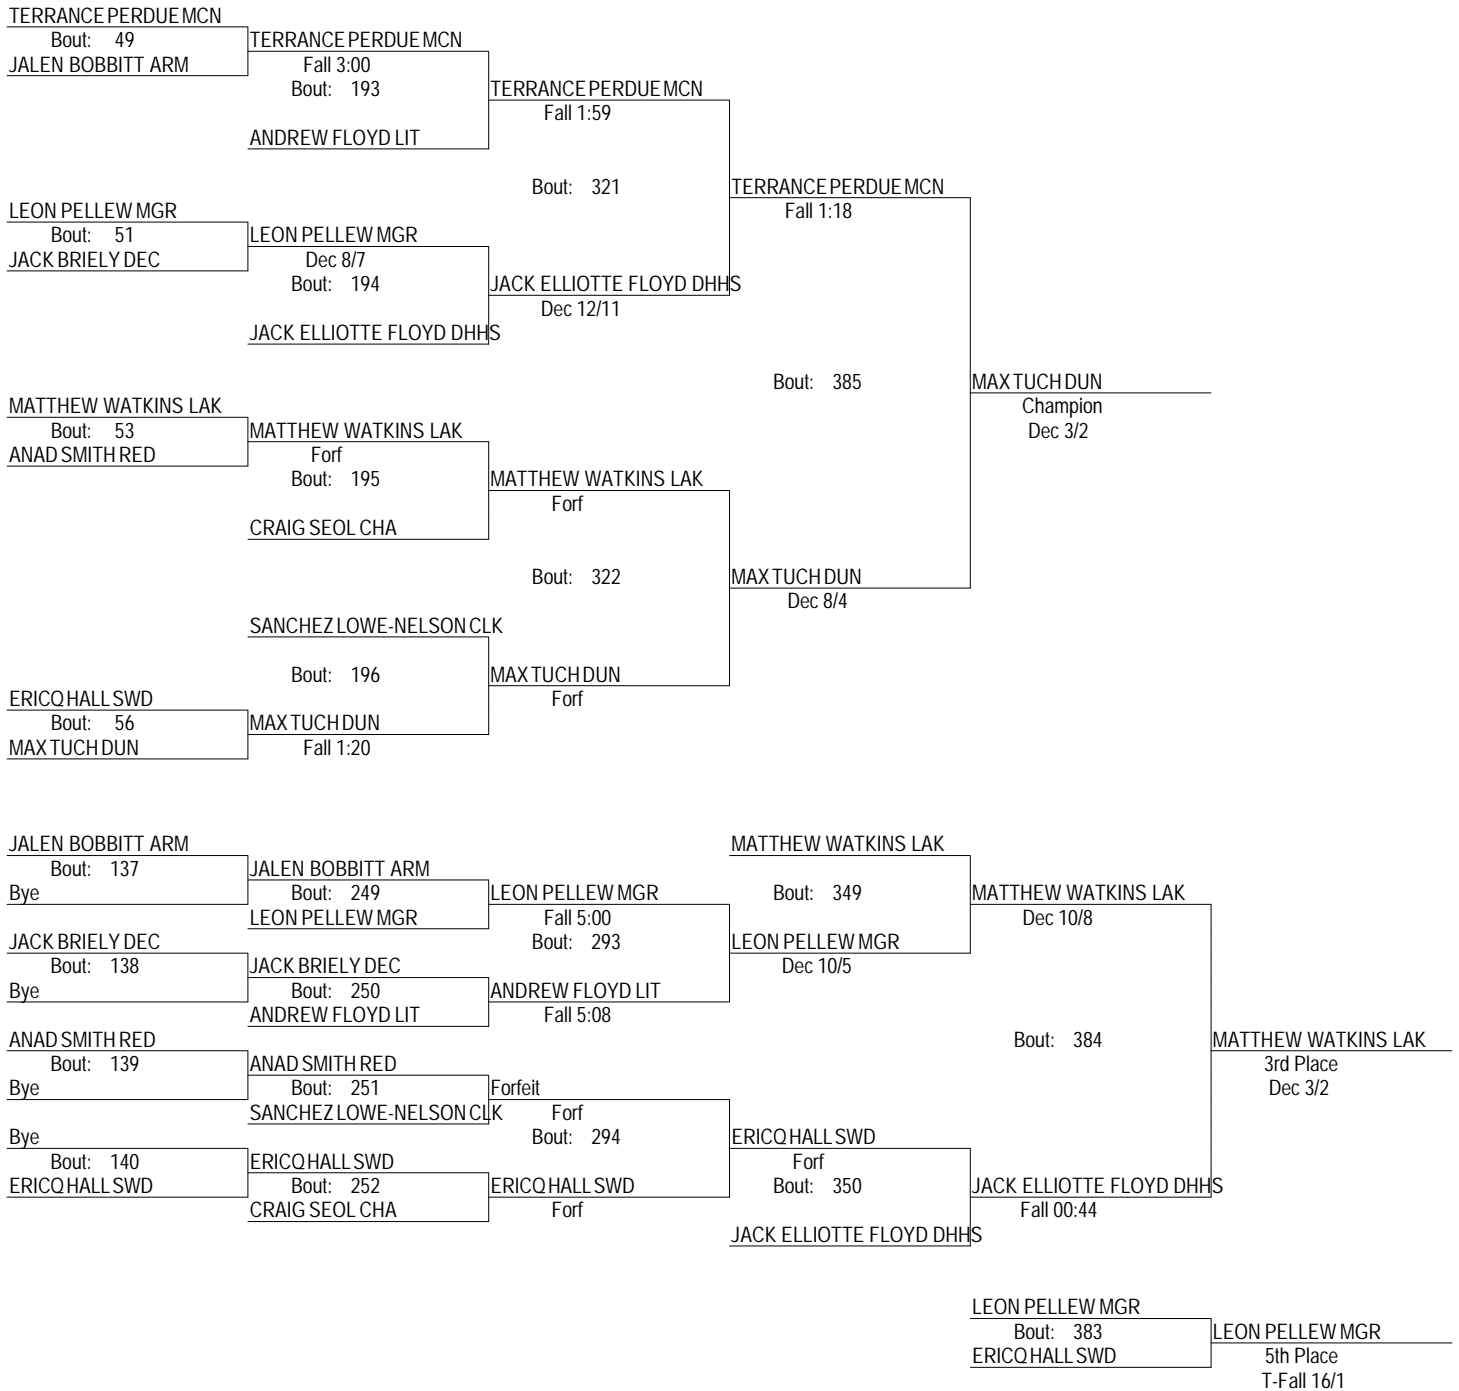 TERRANCE PERDUE MCN
Bout: 49 TERRANCE PERDUE MCN
JALEN BOBBITT ARM Fall 3:00
Bout: 193 TERRANCE PERDUE MCN
Fall 1:59
ANDREW FLOYD LIT
Bout: 321 TERRANCE PERDUE MCN
LEON PELLEW MGR Fall 1:18
Bout: 51 LEON PELLEW MGR
JACK BRIELY DEC Dec 8/7
Bout: 194 JACK ELLIOTTE FLOYD DHHS
Dec 12/11
JACK ELLIOTTE FLOYD DHHS
Bout: 385 MAX TUCH DUN
MATTHEW WATKINS LAK Champion
Bout: 53 MATTHEW WATKINS LAK Dec 3/2
ANAD SMITH RED Forf
Bout: 195 MATTHEW WATKINS LAK
Forf
CRAIG SEOL CHA
Bout: 322 MAX TUCH DUN
Dec 8/4
SANCHEZ LOWE-NELSON CLK
Bout: 196 MAX TUCH DUN
ERICQ HALL SWD Forf
Bout: 56 MAX TUCH DUN
MAX TUCH DUN Fall 1:20
JALEN BOBBITT ARM MATTHEW WATKINS LAK
Bout: 137 JALEN BOBBITT ARM
Bye Bout: 249 LEON PELLEW MGR Bout: 349 MATTHEW WATKINS LAK
LEON PELLEW MGR Fall 5:00 Dec 10/8
JACK BRIELY DEC Bout: 293 LEON PELLEW MGR
Bout: 138 JACK BRIELY DEC Dec 10/5
Bye Bout: 250 ANDREW FLOYD LIT
ANDREW FLOYD LIT Fall 5:08
ANAD SMITH RED Bout: 384 MATTHEW WATKINS LAK
Bout: 139 ANAD SMITH RED 3rd Place
Bye Bout: 251 Forfeit Dec 3/2
SANCHEZ LOWE-NELSON CLK Forf
Bye Bout: 294 ERICQ HALL SWD
Bout: 140 ERICQ HALL SWD Forf
ERICQ HALL SWD Bout: 252 ERICQ HALL SWD Bout: 350 JACK ELLIOTTE FLOYD DHHS
CRAIG SEOL CHA Forf Fall 00:44
JACK ELLIOTTE FLOYD DHHS
LEON PELLEW MGR
Bout: 383 LEON PELLEW MGR
ERICQ HALL SWD 5th Place
T-Fall 16/1